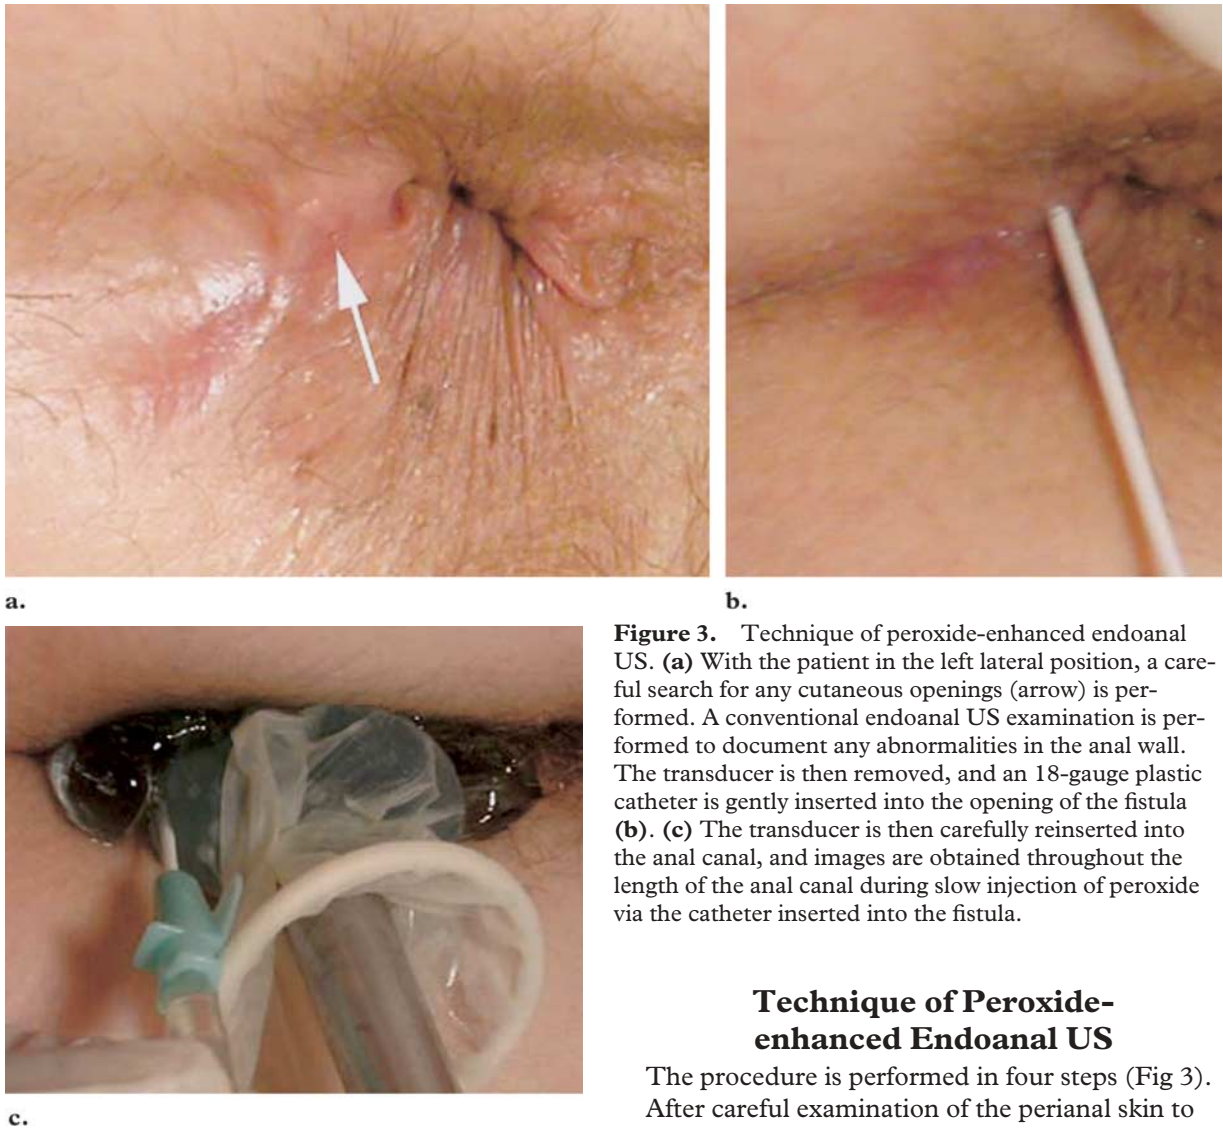 a.
b.
Figure 3. Technique of peroxide-enhanced endoanal
US. (a) With the patient in the left lateral position, a care-
ful search for any cutaneous openings (arrow) is per-
formed. A conventional endoanal US examination is per-
formed to document any abnormalities in the anal wall.
The transducer is then removed, and an 18-gauge plastic
catheter is gently inserted into the opening of the fistula
(b). (c) The transducer is then carefully reinserted into
the anal canal, and images are obtained throughout the
length of the anal canal during slow injection of peroxide
via the catheter inserted into the fistula.
c.
Technique of Peroxide-
enhanced Endoanal US
The procedure is performed in four steps (Fig 3).
After careful examination of the perianal skin to